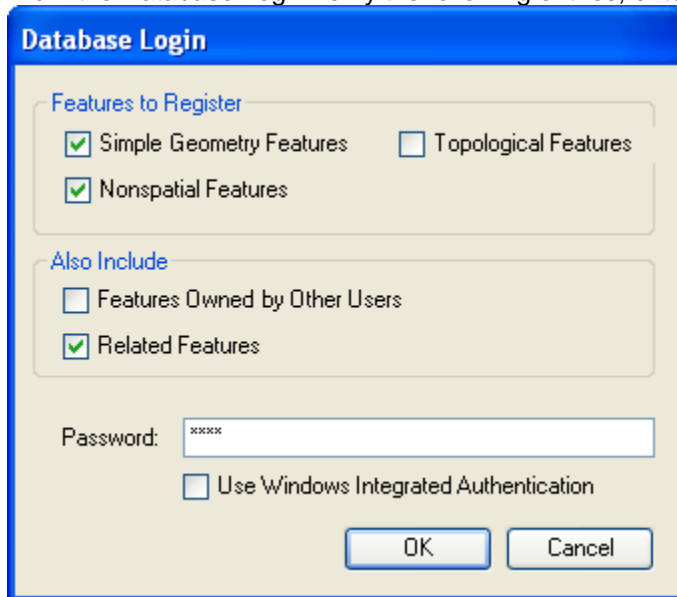 Database Login
Features to Register
Simple Geometry Features Topological Features
Nonspatial Features
Also Include
Features Owned by Other Users
Related Features
Password: ****
Use Windows Integrated Authentication
OK Cancel